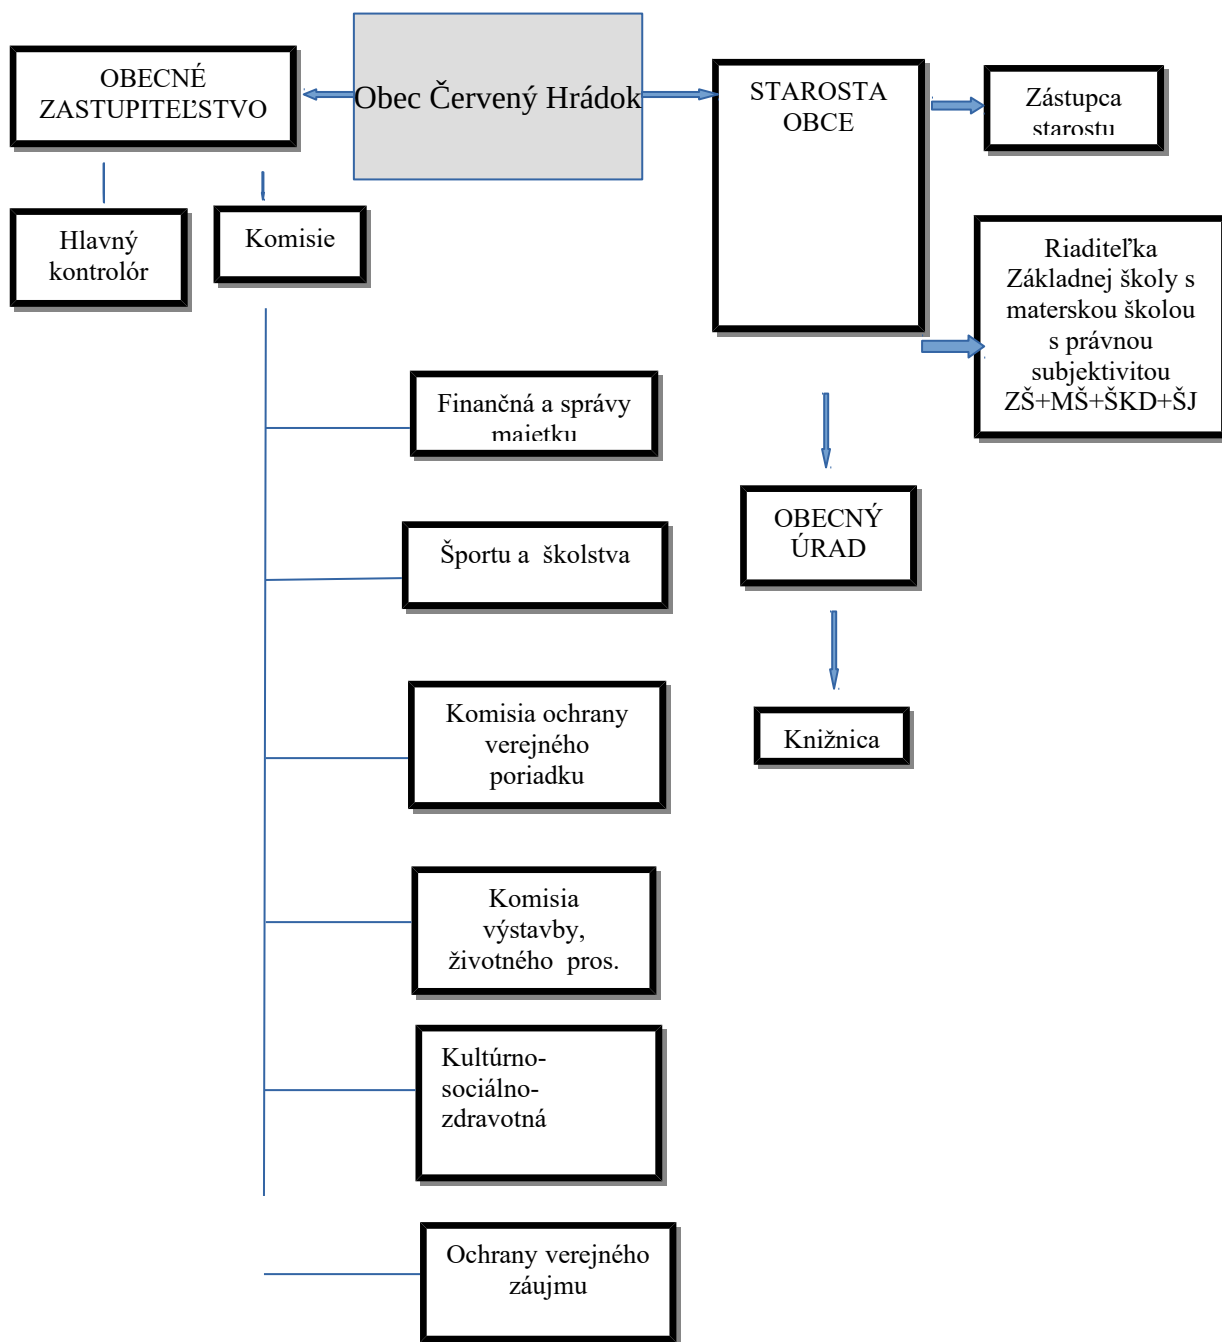 OBECNÉ
ZASTUPITEĽSTVO
Obec Červený Hrádok
STAROSTA
OBCE
Zástupca
starostu
Hlavný
kontrolór
Komisie
Riaditeľka
Základnej školy s
materskou školou
s právnou
subjektivitou
ZŠ+MŠ+ŠKD+ŠJ
Finančná a správy
majetku
OBECNÝ
ÚRAD
Športu a školstva
Komisia ochrany
verejného
poriadku
Knižnica
Komisia
výstavby,
životného pros.
Kultúrno-
sociálno-
zdravotná
Ochrany verejného
záujmu